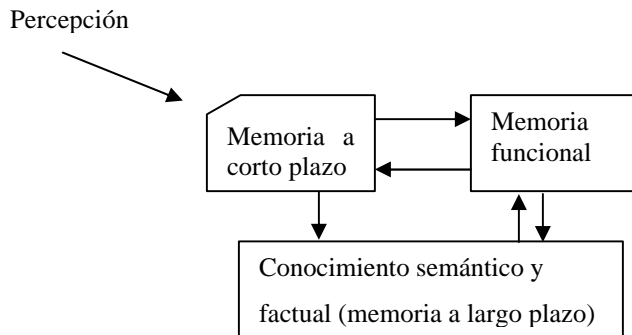 Percepción
Memoria a
corto plazo
Memoria
funcional
Conocimiento semántico y
factual (memoria a largo plazo)